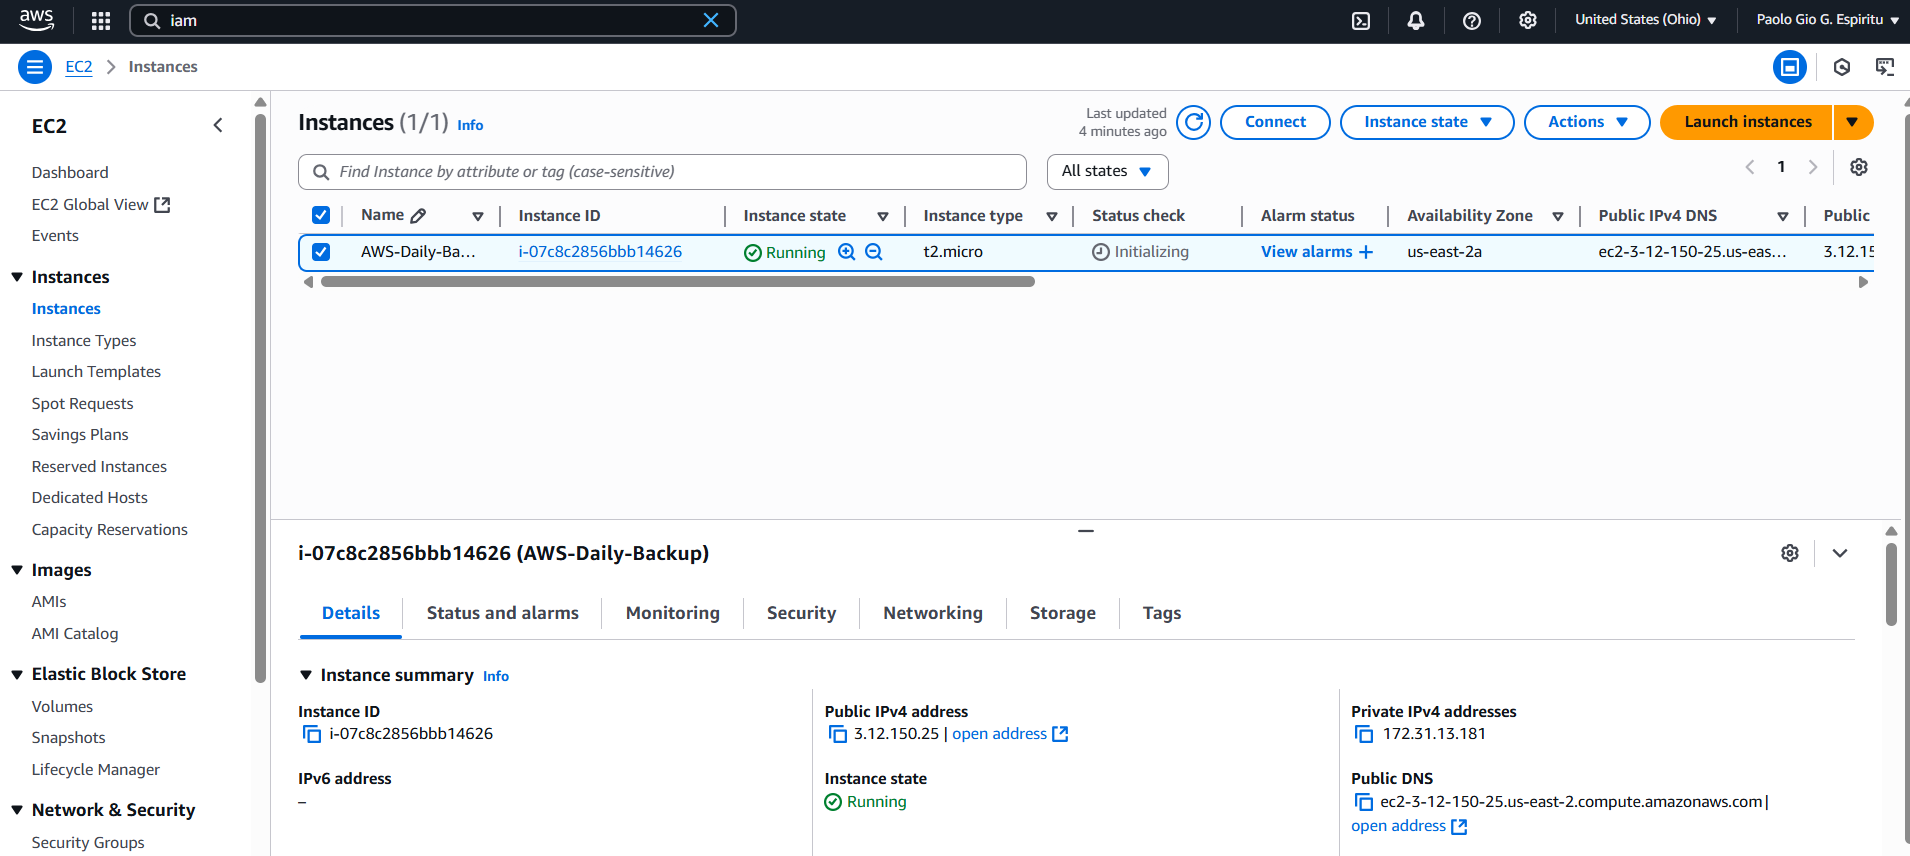 aws
iam
United States (Ohio)
Paolo Gio G. Espiritu
EC2
Instances
EC2
Dashboard
EC2 Global View
Events
Instances
Instances
Instance Types
Launch Templates
Spot Requests
Savings Plans
Reserved Instances
Dedicated Hosts
Capacity Reservations
Images
AMIs
AMI Catalog
Elastic Block Store
Volumes
Snapshots
Lifecycle Manager
Network & Security
Security Groups
Instances (1/1) Info
Last updated
4 minutes ago
Connect
Instance state
Actions
Launch instances
Find Instance by attribute or tag (case-sensitive)
All states
1
Name Instance ID Instance state Instance type Status check Alarm status Availability Zone Public IPv4 DNS Public
AWS-Daily-Ba... i-07c8c2856bbb14626 Running t2.micro Initializing View alarms + us-east-2a ec2-3-12-150-25.us-eas... 3.12.15
i-07c8c2856bbb14626 (AWS-Daily-Backup)
Details Status and alarms Monitoring Security Networking Storage Tags
Instance summary Info
Instance ID
i-07c8c2856bbb14626
IPv6 address
–
Public IPv4 address
3.12.150.25 | open address
Instance state
Running
Private IPv4 addresses
172.31.13.181
Public DNS
ec2-3-12-150-25.us-east-2.compute.amazonaws.com |
open address